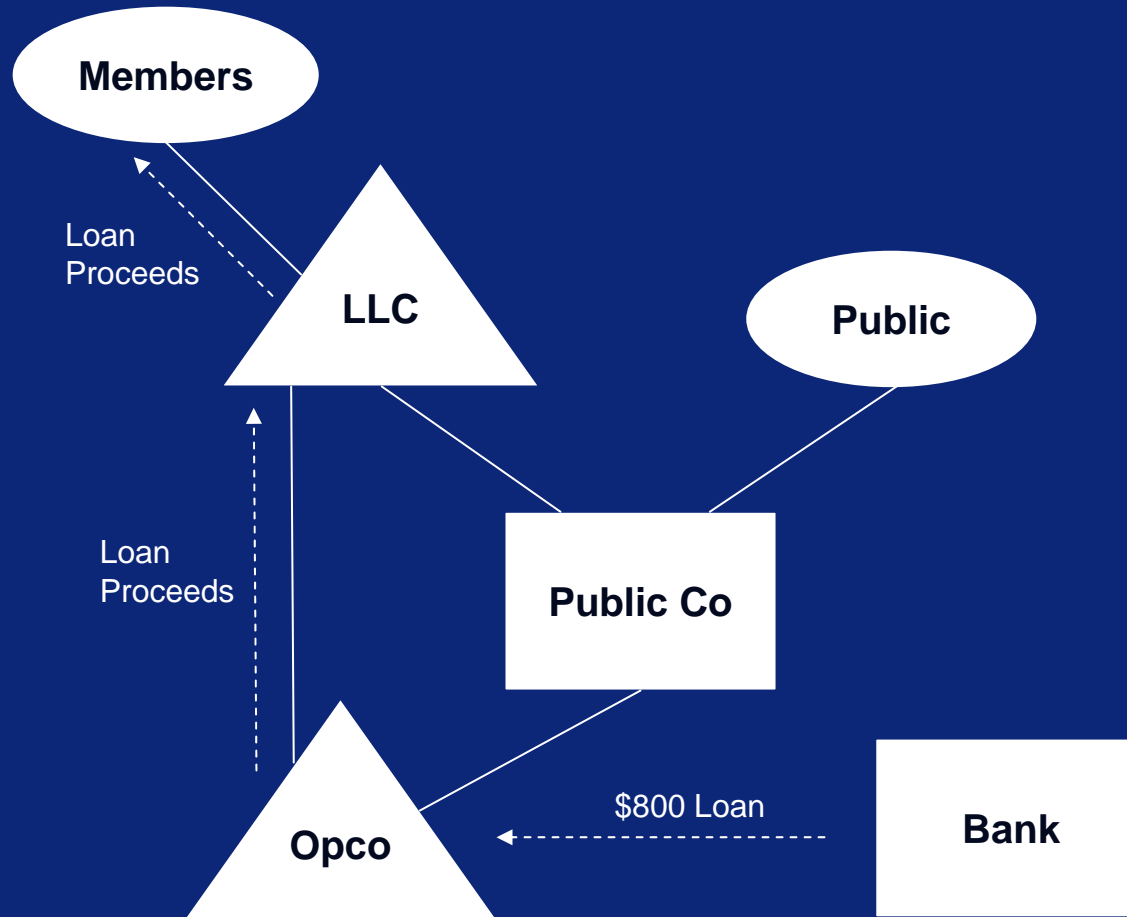 Members
Loan
Proceeds
LLC
Public
Loan
Proceeds
Public Co
$800 Loan
Opco
Bank